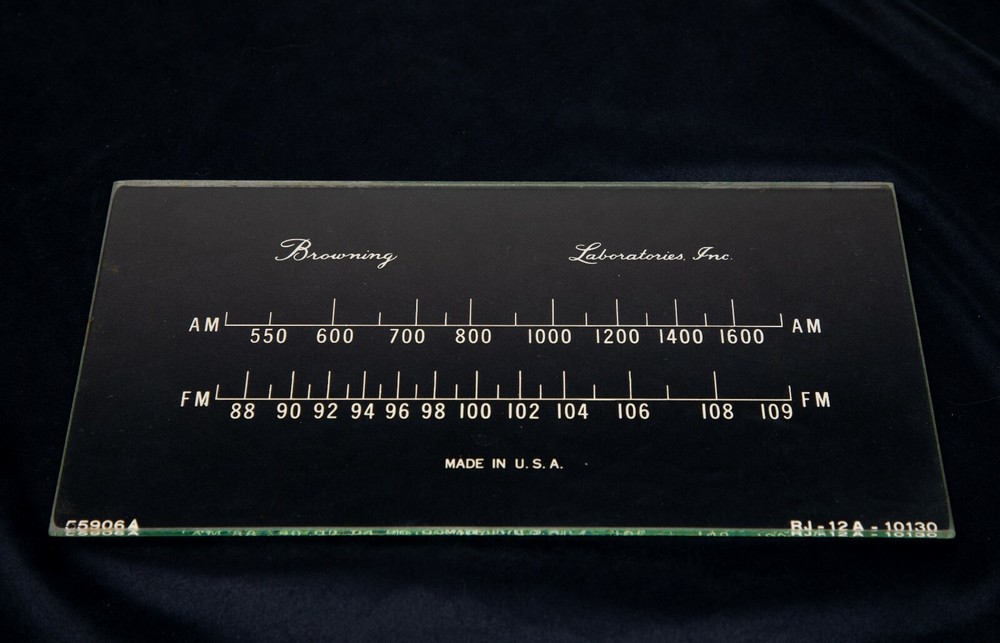 Browning Laboratories, Inc.
AM 550 600 700 800 1000 1200 1400 1600 AM
FM 88 90 92 94 96 98 100 102 104 106 108 109 FM
MADE IN U.S.A.
C5906A RJ-12A-10130